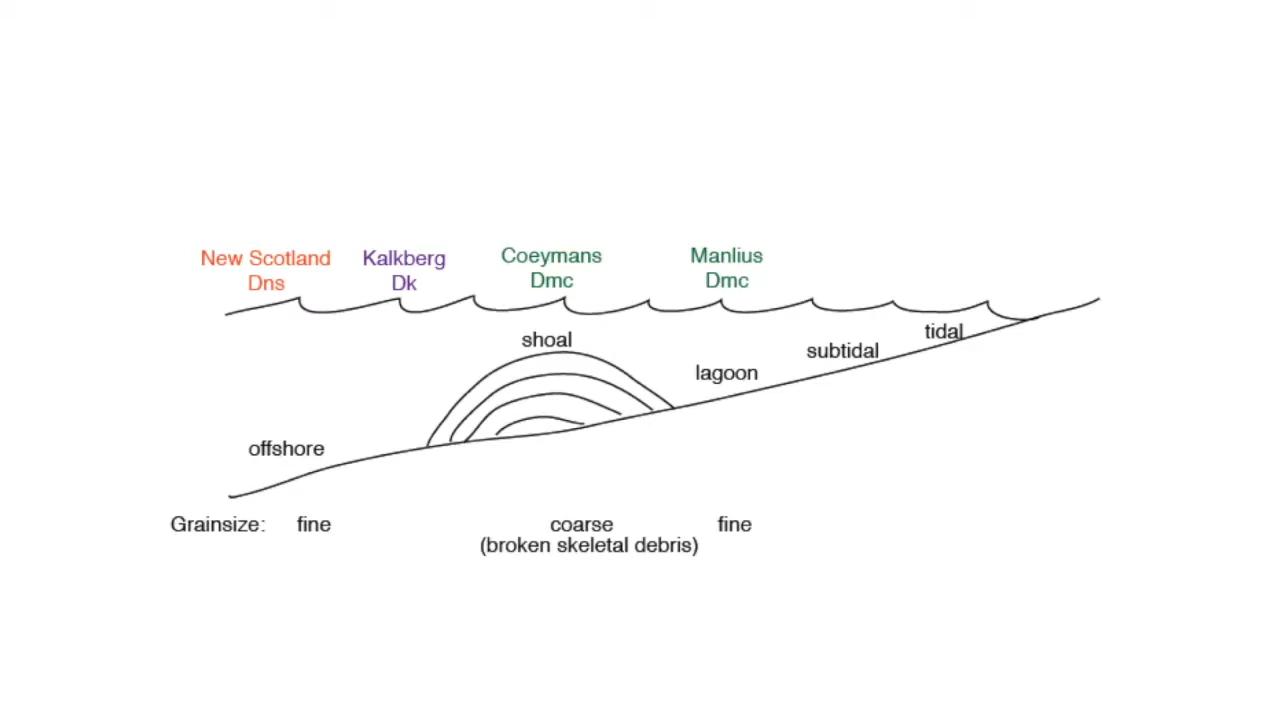 New Scotland
Dns
Kalkberg
Dk
Coeymans
Dmc
Manlius
Dmc
shoal
tidal
subtidal
lagoon
offshore
Grainsize: fine coarse fine
(broken skeletal debris)